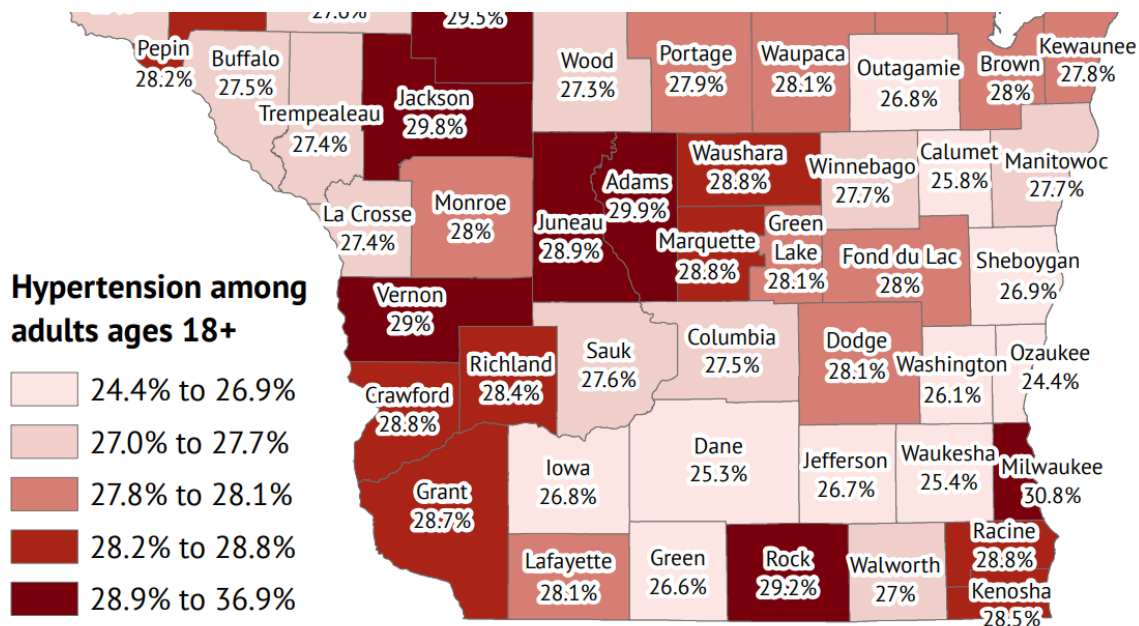 27.6%
29.5%
Pepin
28.2%
Buffalo
27.5%
Trempealeau
27.4%
Jackson
29.8%
Wood
27.3%
Portage
27.9%
Waupaca
28.1%
Outagamie
26.8%
Brown
28%
Kewaunee
27.8%
La Crosse
27.4%
Monroe
28%
Juneau
28.9%
Adams
29.9%
Waushara
28.8%
Marquette
28.8%
Green
Lake
28.1%
Winnebago
27.7%
Calumet
25.8%
Manitowoc
27.7%
Fond du Lac
28%
Sheboygan
26.9%
Vernon
29%
Richland
28.4%
Sauk
27.6%
Columbia
27.5%
Dodge
28.1%
Washington
26.1%
Ozaukee
24.4%
Crawford
28.8%
Grant
28.7%
Iowa
26.8%
Dane
25.3%
Jefferson
26.7%
Waukesha
25.4%
Milwaukee
30.8%
Lafayette
28.1%
Green
26.6%
Rock
29.2%
Walworth
27%
Racine
28.8%
Kenosha
28.5%
Hypertension among
adults ages 18+
24.4% to 26.9%
27.0% to 27.7%
27.8% to 28.1%
28.2% to 28.8%
28.9% to 36.9%